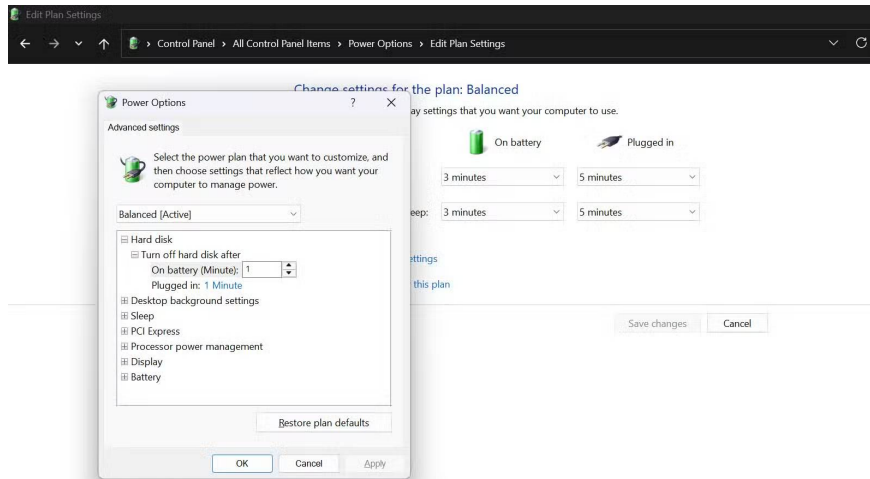 Edit Plan Settings
Control Panel > All Control Panel Items > Power Options > Edit Plan Settings
Change settings for the plan: Balanced
ay settings that you want your computer to use.
On battery
Plugged in
3 minutes
5 minutes
eep:
3 minutes
5 minutes
ettings
this plan
Save changes
Cancel
Power Options
?
Advanced settings
Select the power plan that you want to customize, and
then choose settings that reflect how you want your
computer to manage power.
Balanced [Active]
Hard disk
Turn off hard disk after
On battery (Minute): 1
Plugged in: 1 Minute
Desktop background settings
Sleep
PCI Express
Processor power management
Display
Battery
Restore plan defaults
OK
Cancel
Apply